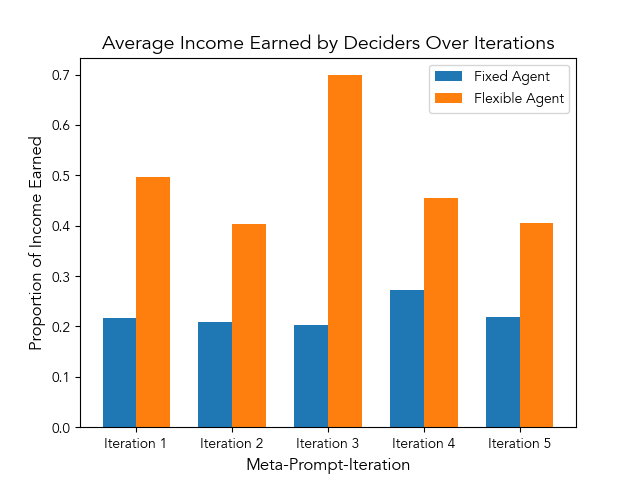 Average Income Earned by Deciders Over Iterations
Fixed Agent
Flexible Agent
Proportion of Income Earned
0.7
0.6
0.5
0.4
0.3
0.2
0.1
0.0
Iteration 1
Iteration 2
Iteration 3
Iteration 4
Iteration 5
Meta-Prompt-Iteration